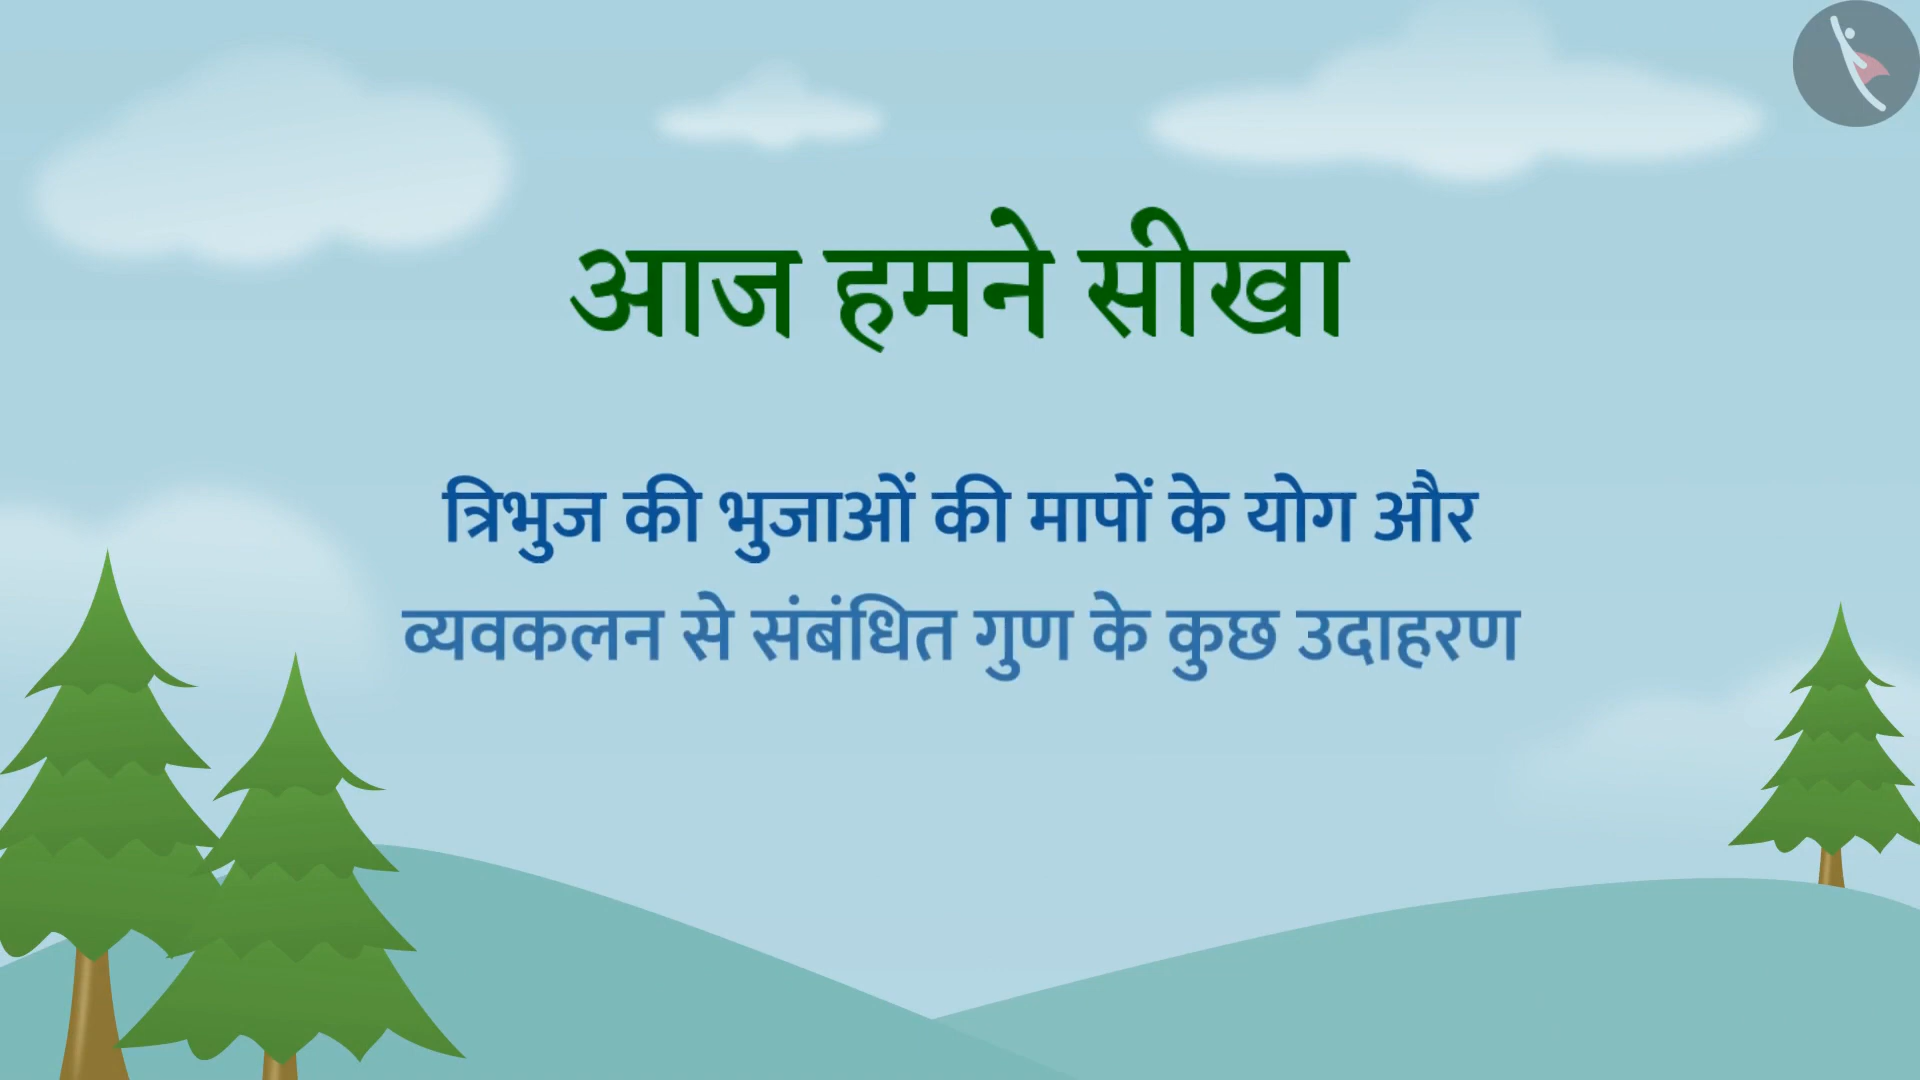 आज हमने सीखा
त्रिभुज की भुजाओं की मापों के योग और
व्यवकलन से संबंधित गुण के कुछ उदाहरण